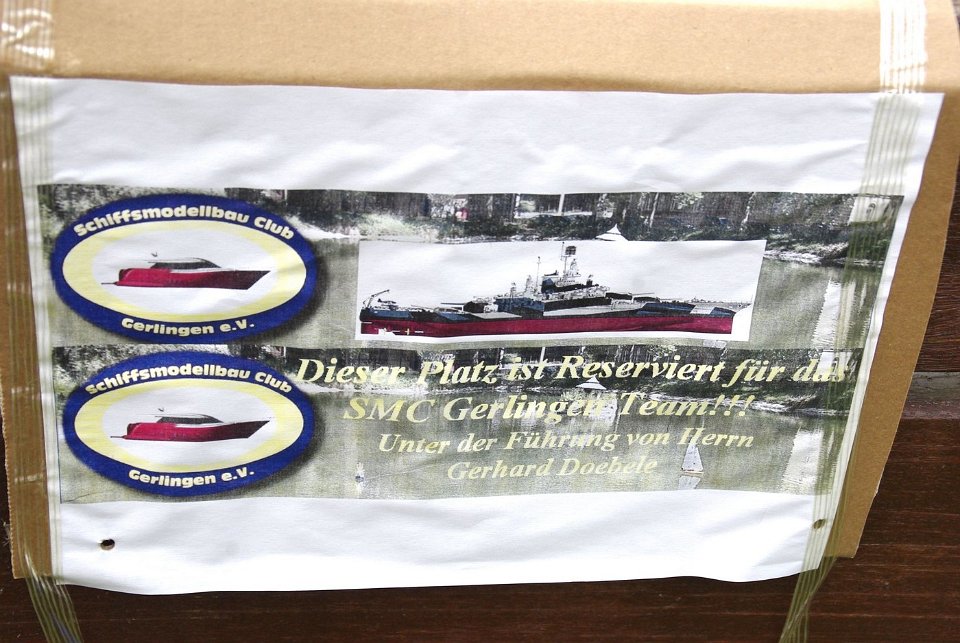 Schiffsmodellbau Club
Gerlingen e.V.
Schiffsmodellbau Club
Gerlingen e.V.
Dieser Platz ist Reserviert für das
SMC Gerlingen Team!!!
Unter der Führung von Herrn
Gerhard Doebele